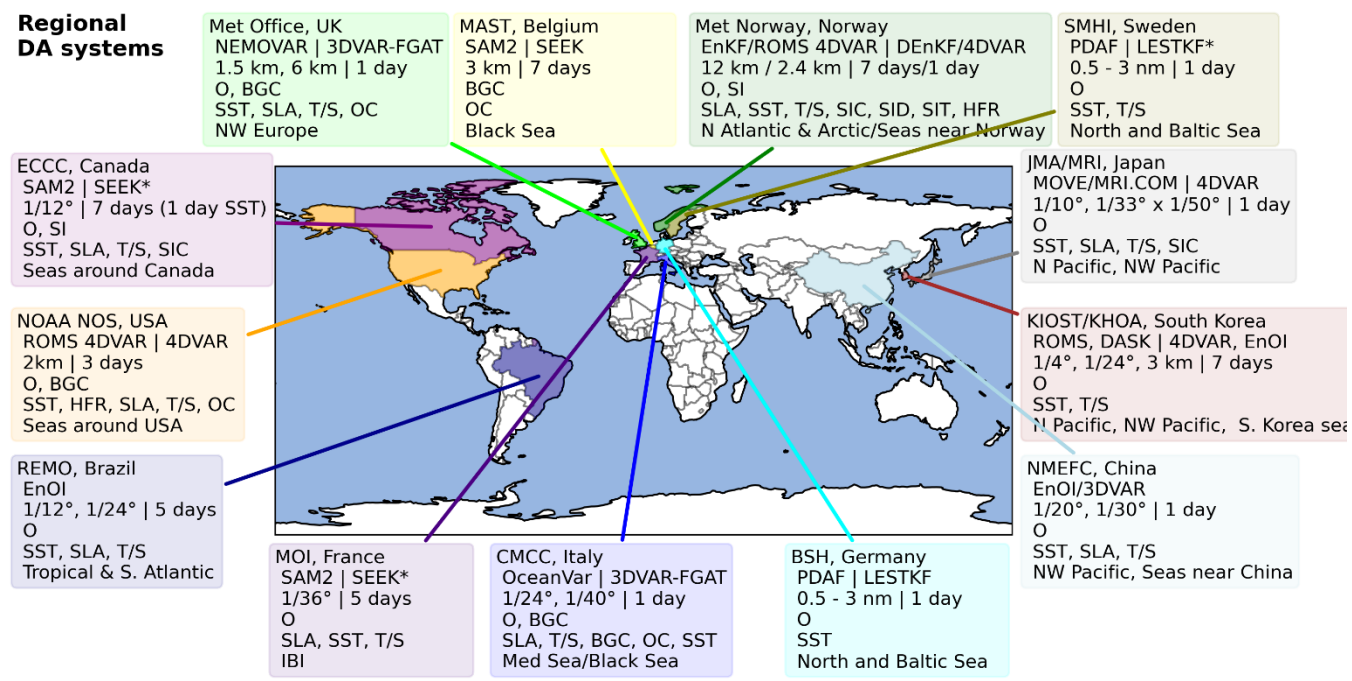 Regional
DA systems
Met Office, UK
NEMOVAR | 3DVAR-FGAT
1.5 km, 6 km | 1 day
O, BGC
SST, SLA, T/S, OC
NW Europe
MAST, Belgium
SAM2 | SEEK
3 km | 7 days
BGC
OC
Black Sea
Met Norway, Norway
EnKF/ROMS 4DVAR | DEnKF/4DVAR
12 km / 2.4 km | 7 days/1 day
O, SI
SLA, SST, T/S, SIC, SID, SIT, HFR
N Atlantic & Arctic/Seas near Norway
SMHI, Sweden
PDAF | LESTKF*
0.5 - 3 nm | 1 day
O
SST, T/S
North and Baltic Sea
ECCC, Canada
SAM2 | SEEK*
1/12° | 7 days (1 day SST)
O, SI
SST, SLA, T/S, SIC
Seas around Canada
JMA/MRI, Japan
MOVE/MRI.COM | 4DVAR
1/10°, 1/33° x 1/50° | 1 day
O
SST, SLA, T/S, SIC
N Pacific, NW Pacific
NOAA NOS, USA
ROMS 4DVAR | 4DVAR
2km | 3 days
O, BGC
SST, HFR, SLA, T/S, OC
Seas around USA
KIOST/KHOA, South Korea
ROMS, DASK | 4DVAR, EnOI
1/4°, 1/24°, 3 km | 7 days
O
SST, T/S
N Pacific, NW Pacific, S. Korea sea
REMO, Brazil
EnOI
1/12°, 1/24° | 5 days
O
SST, SLA, T/S
Tropical & S. Atlantic
NMEFC, China
EnOI/3DVAR
1/20°, 1/30° | 1 day
O
SST, SLA, T/S
NW Pacific, Seas near China
MOI, France
SAM2 | SEEK*
1/36° | 5 days
O
SLA, SST, T/S
IBI
CMCC, Italy
OceanVar | 3DVAR-FGAT
1/24°, 1/40° | 1 day
O, BGC
SLA, T/S, BGC, OC, SST
Med Sea/Black Sea
BSH, Germany
PDAF | LESTKF
0.5 - 3 nm | 1 day
O
SST
North and Baltic Sea